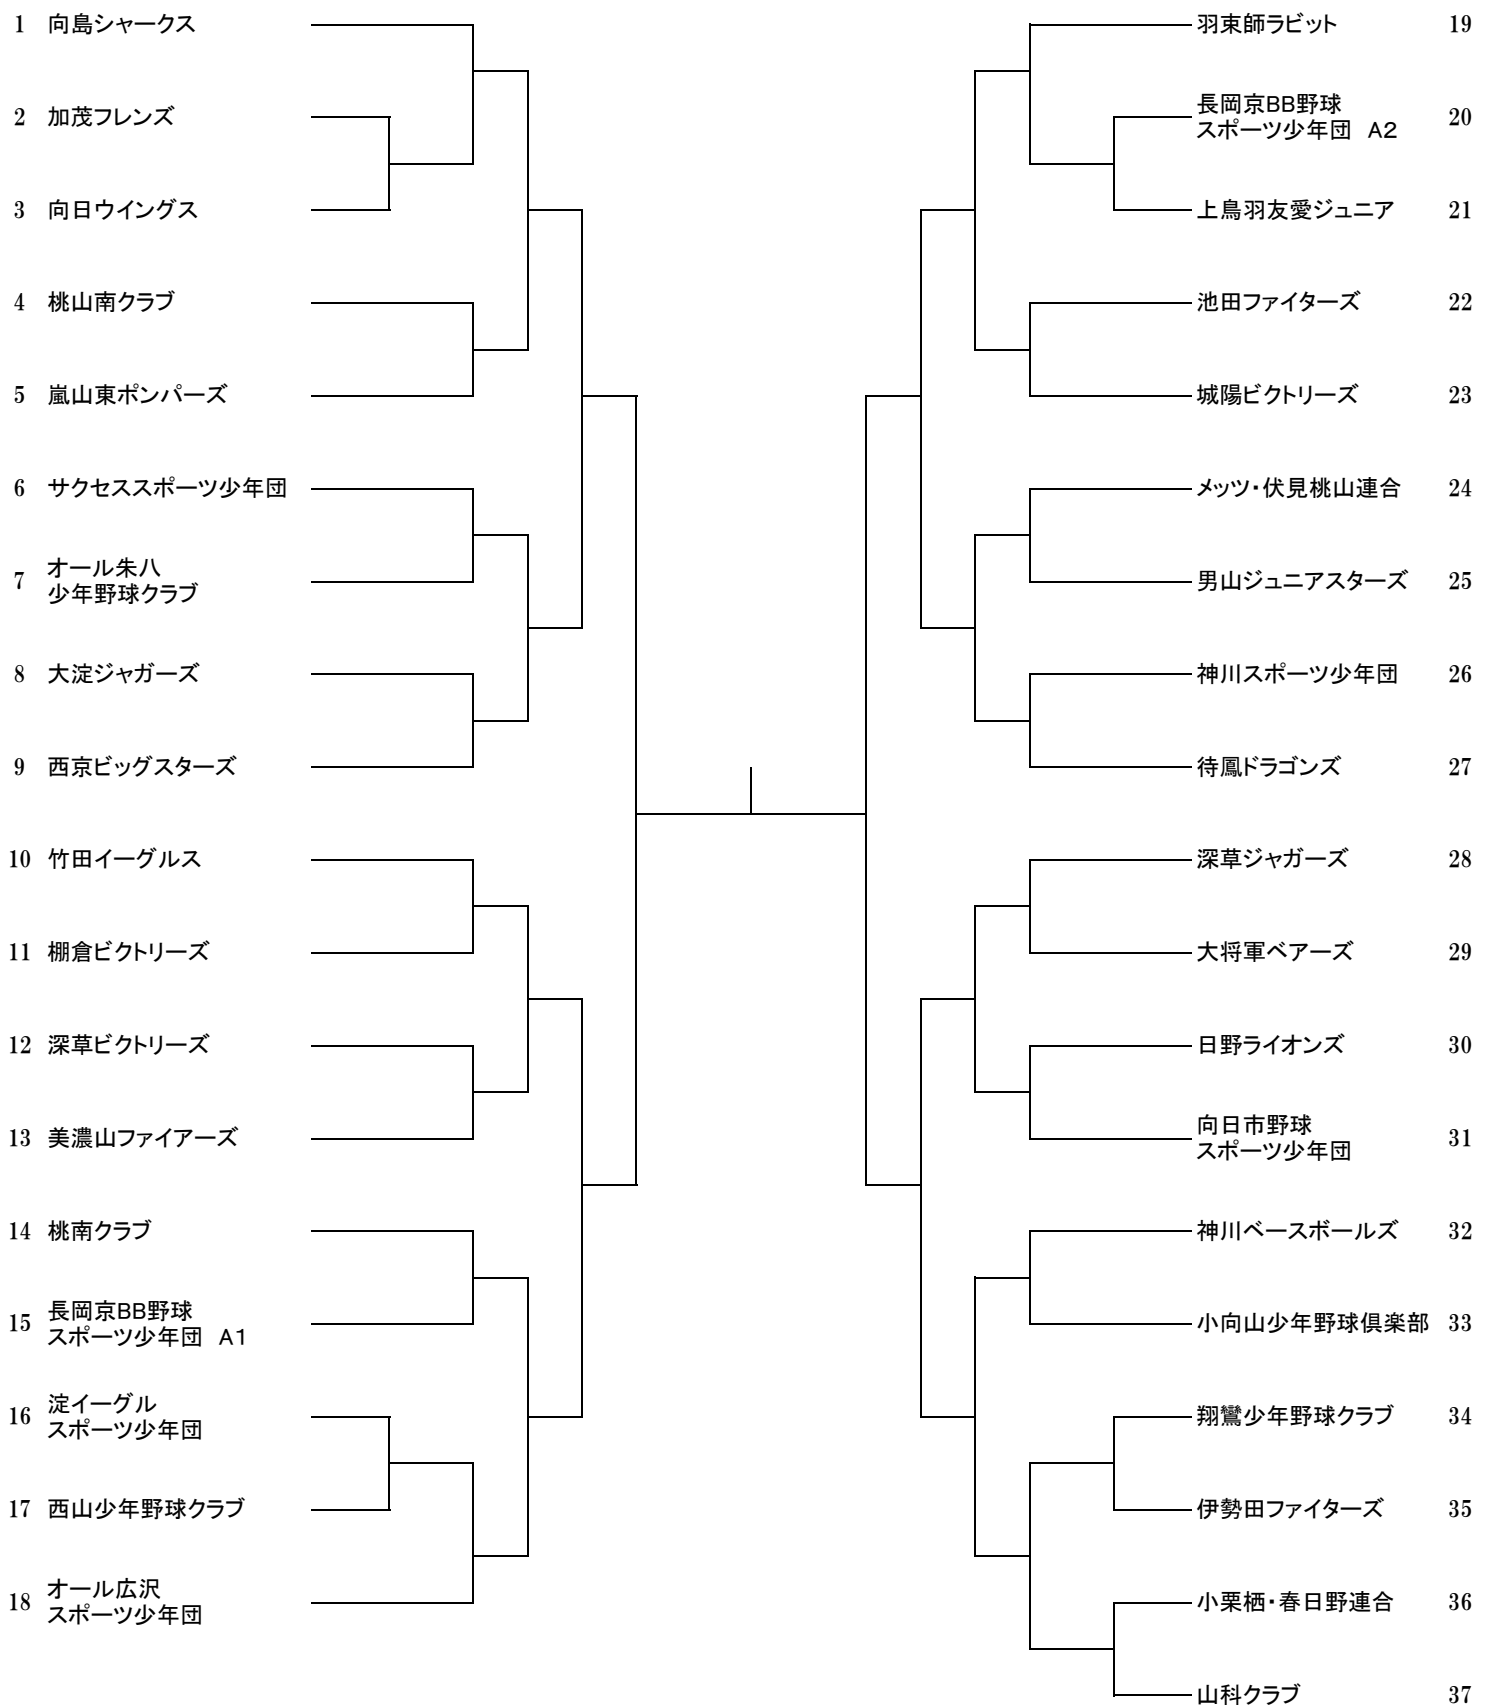 1 向島シャークス
2 加茂フレンズ
3 向日ウイングス
4 桃山南クラブ
5 嵐山東ポンパーズ
6 サクセススポーツ少年団
7 オール朱八
少年野球クラブ
8 大淀ジャガーズ
9 西京ビッグスターズ
10 竹田イーグルス
11 棚倉ビクトリーズ
12 深草ビクトリーズ
13 美濃山ファイアーズ
14 桃南クラブ
15 長岡京BB野球
スポーツ少年団 A1
16 淀イーグル
スポーツ少年団
17 西山少年野球クラブ
18 オール広沢
スポーツ少年団
羽束師ラビット 19
長岡京BB野球
スポーツ少年団 A2 20
上鳥羽友愛ジュニア 21
池田ファイターズ 22
城陽ビクトリーズ 23
メッツ・伏見桃山連合 24
男山ジュニアスターズ 25
神川スポーツ少年団 26
待鳳ドラゴンズ 27
深草ジャガーズ 28
大将軍ベアーズ 29
日野ライオンズ 30
向日市野球
スポーツ少年団 31
神川ベースボールズ 32
小向山少年野球倶楽部 33
翔鸞少年野球クラブ 34
伊勢田ファイターズ 35
小栗栖・春日野連合 36
山科クラブ 37